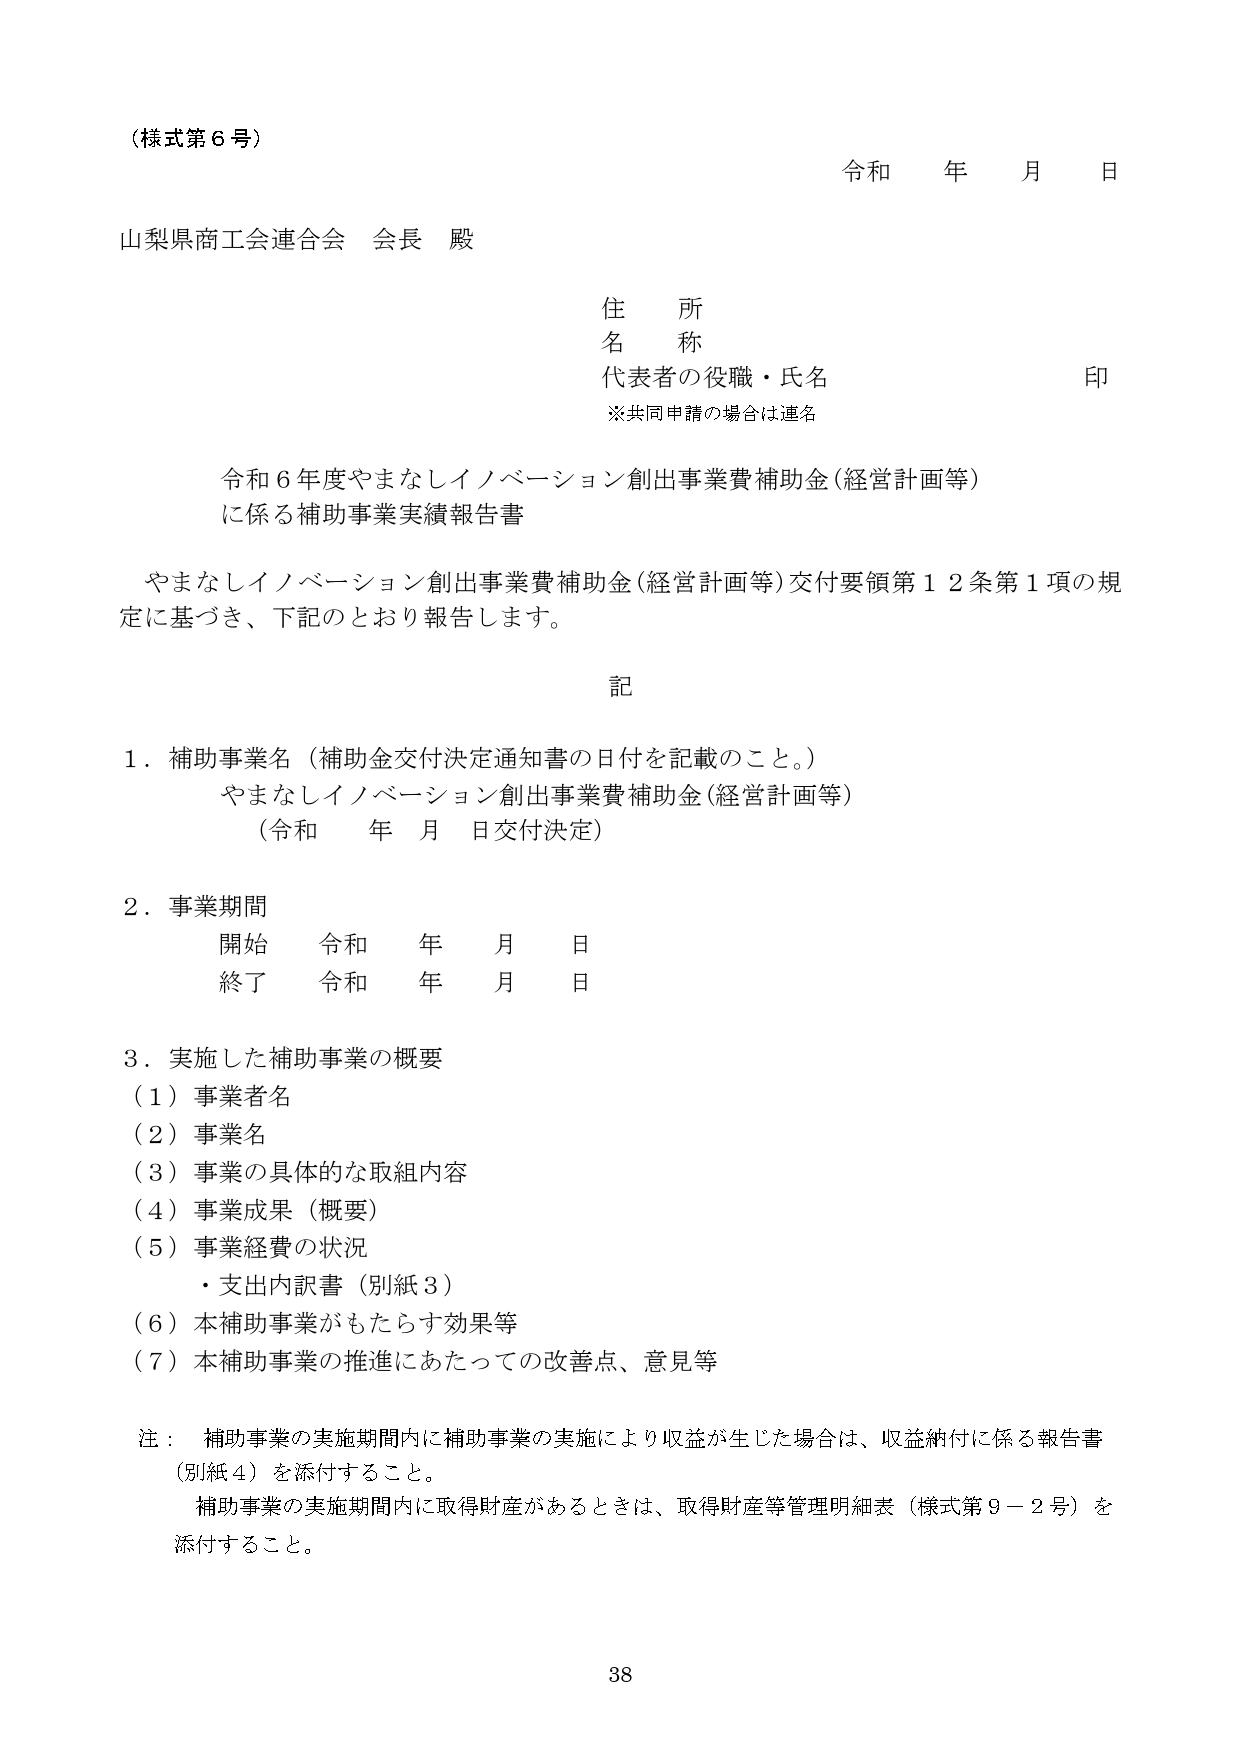 （様式第６号）
令和　　年　　月　　日
山梨県商工会連合会　会長　殿
住　　所
名　　称
代表者の役職・氏名　　　　　　　　　　印
※共同申請の場合は連名
令和６年度やまなしイノベーション創出事業費補助金(経営計画等)
に係る補助事業実績報告書
やまなしイノベーション創出事業費補助金(経営計画等)交付要領第１２条第１項の規
定に基づき、下記のとおり報告します。
記
１．補助事業名（補助金交付決定通知書の日付を記載のこと。）
やまなしイノベーション創出事業費補助金(経営計画等)
（令和　　年　月　日交付決定）
２．事業期間
開始　　令和　　年　　月　　日
終了　　令和　　年　　月　　日
３．実施した補助事業の概要
（１）事業者名
（２）事業名
（３）事業の具体的な取組内容
（４）事業成果（概要）
（５）事業経費の状況
・支出内訳書（別紙３）
（６）本補助事業がもたらす効果等
（７）本補助事業の推進にあたっての改善点、意見等
注：　補助事業の実施期間内に補助事業の実施により収益が生じた場合は、収益納付に係る報告書
（別紙４）を添付すること。
補助事業の実施期間内に取得財産があるときは、取得財産等管理明細表（様式第９－２号）を
添付すること。
38